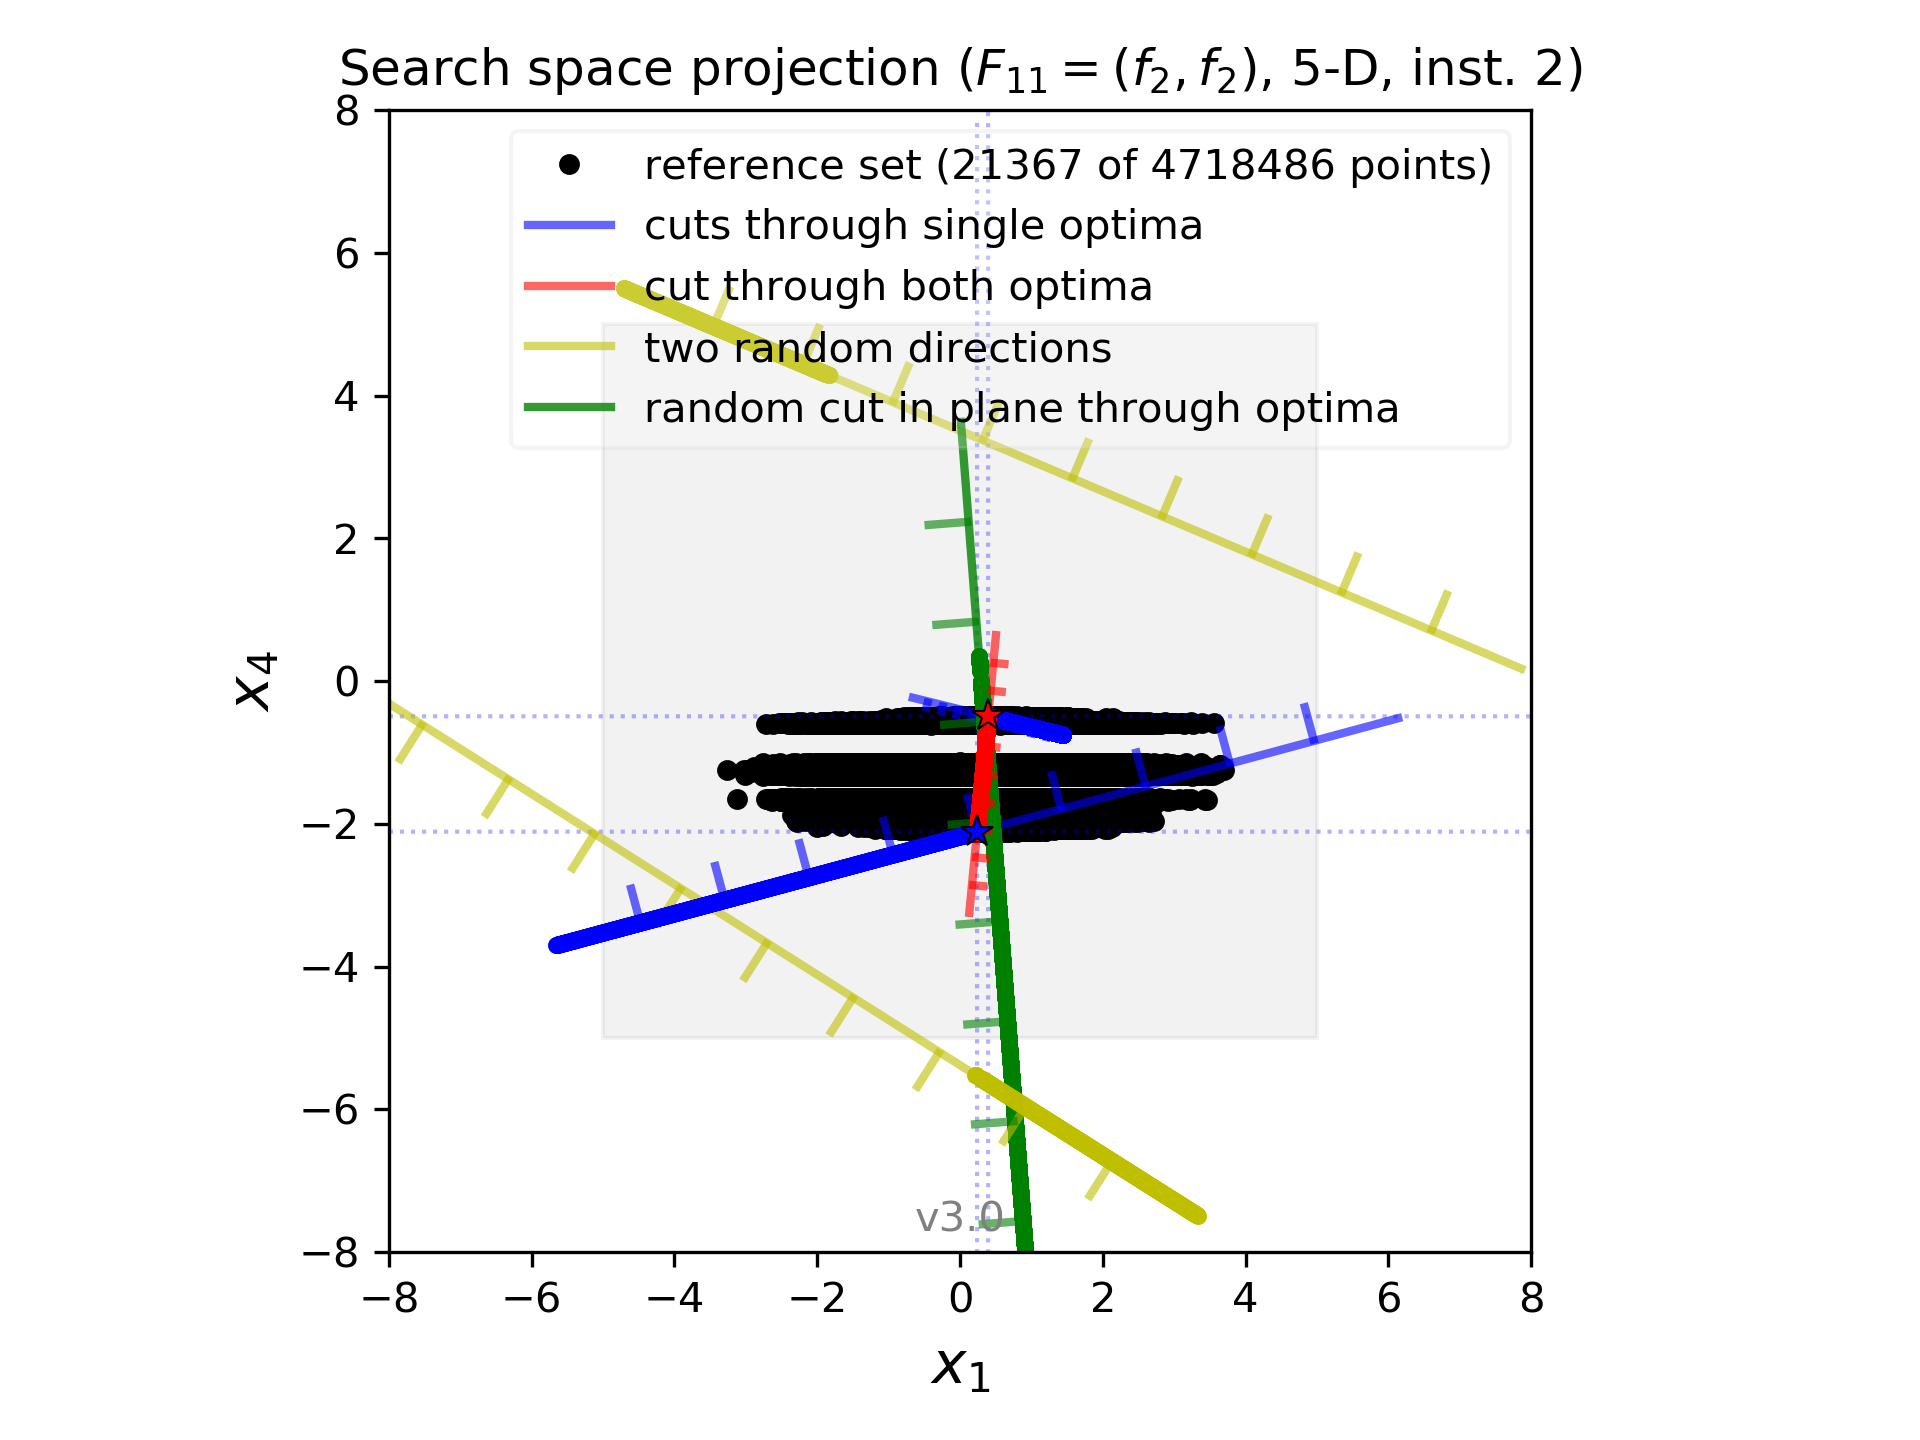 Search space projection (F₁₁ = (f₂, f₂), 5-D, inst. 2)
reference set (21367 of 4718486 points)
cuts through single optima
cut through both optima
two random directions
random cut in plane through optima
8
6
4
2
0
−2
−4
−6
−8
x₄
v3.0
−8 −6 −4 −2 0 2 4 6 8
x₁